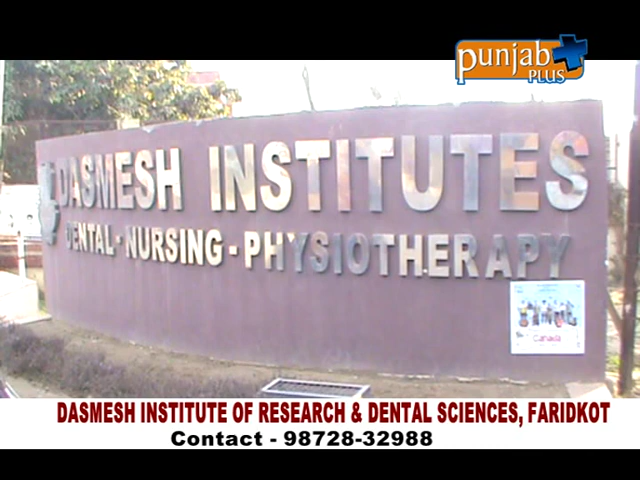 punjab
PLUS
DASMESH INSTITUTES
DENTAL - NURSING - PHYSIOTHERAPY
Canada
DASMESH INSTITUTE OF RESEARCH & DENTAL SCIENCES, FARIDKOT
Contact - 98728-32988